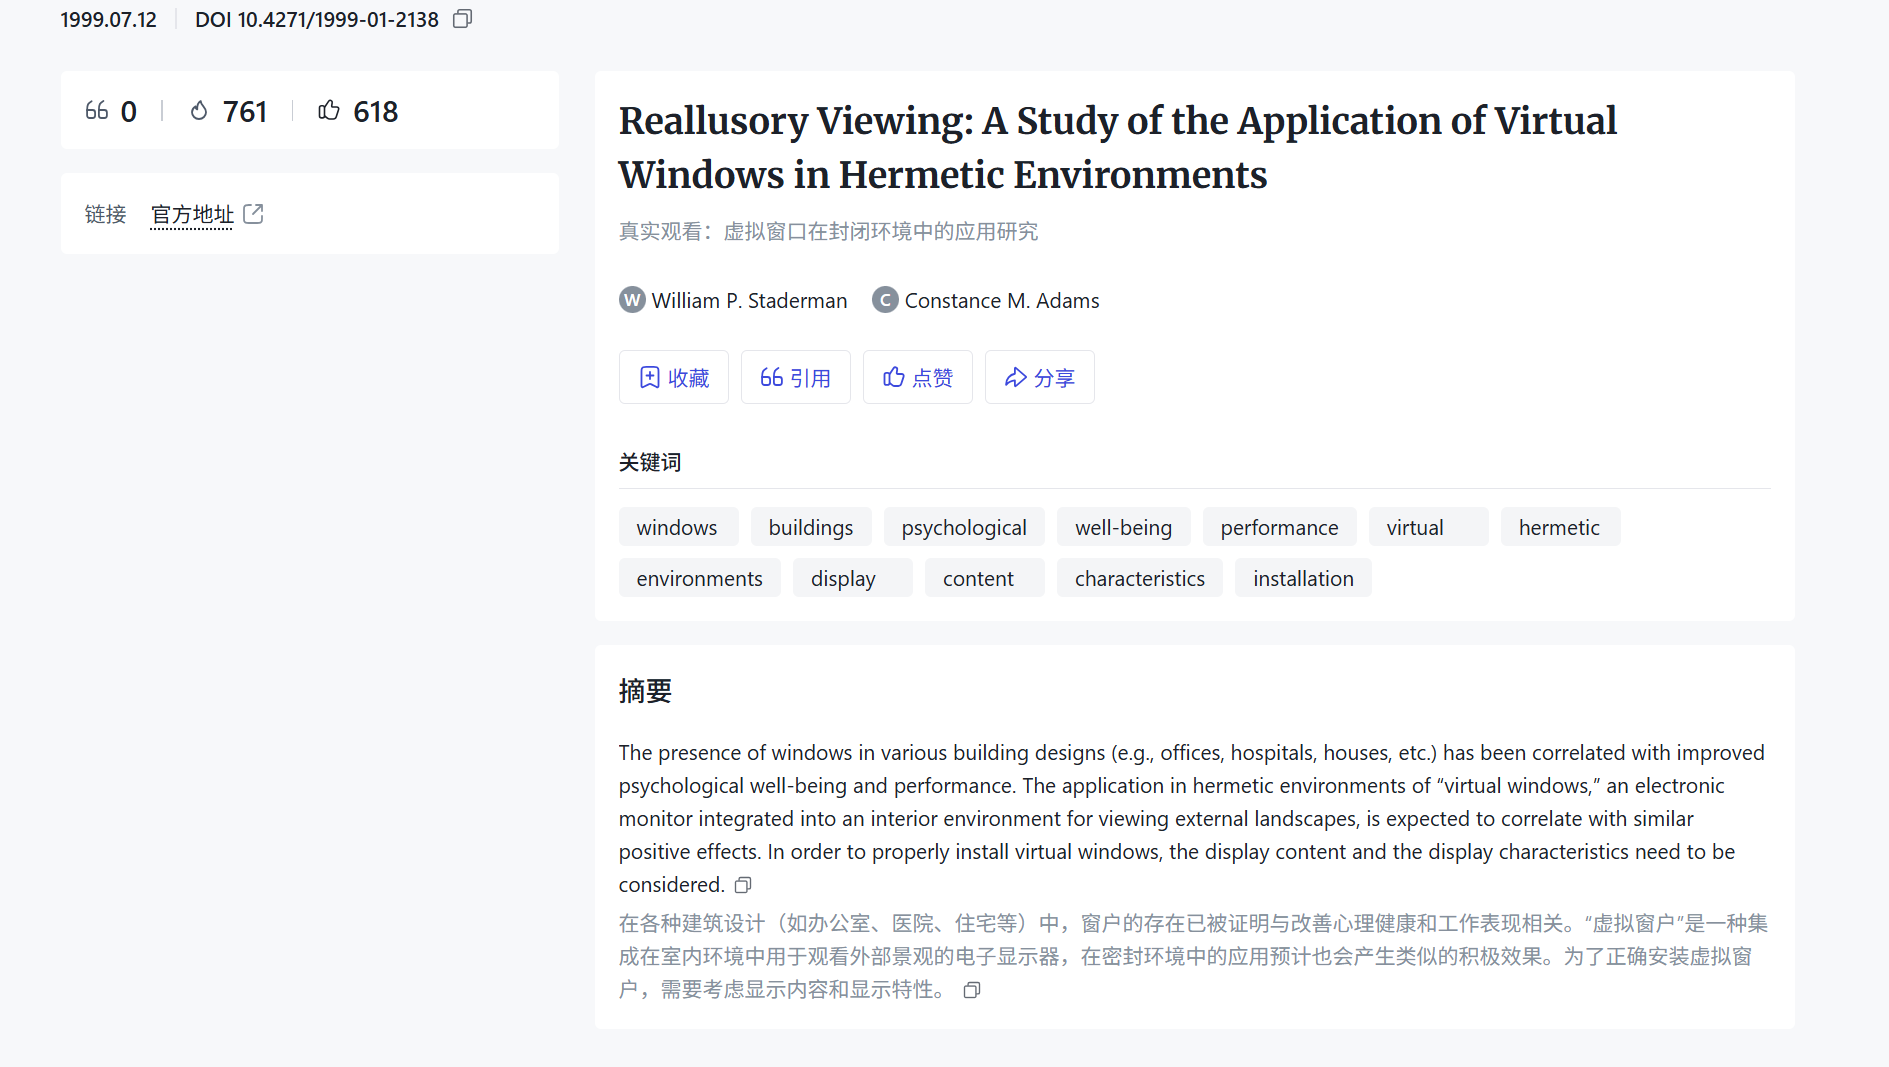 1999.07.12 DOI 10.4271/1999-01-2138
0 761 618
链接 官方地址
Reallusory Viewing: A Study of the Application of Virtual
Windows in Hermetic Environments
真实观看：虚拟窗口在封闭环境中的应用研究
W William P. Staderman C Constance M. Adams
收藏 引用 点赞 分享
关键词
windows buildings psychological well-being performance virtual hermetic
environments display content characteristics installation
摘要
The presence of windows in various building designs (e.g., offices, hospitals, houses, etc.) has been correlated with improved
psychological well-being and performance. The application in hermetic environments of “virtual windows,” an electronic
monitor integrated into an interior environment for viewing external landscapes, is expected to correlate with similar
positive effects. In order to properly install virtual windows, the display content and the display characteristics need to be
considered.
在各种建筑设计（如办公室、医院、住宅等）中，窗户的存在已被证明与改善心理健康和工作表现相关。“虚拟窗户”是一种集
成在室内环境中用于观看外部景观的电子显示器，在密封环境中的应用预计也会产生类似的积极效果。为了正确安装虚拟窗
户，需要考虑显示内容和显示特性。